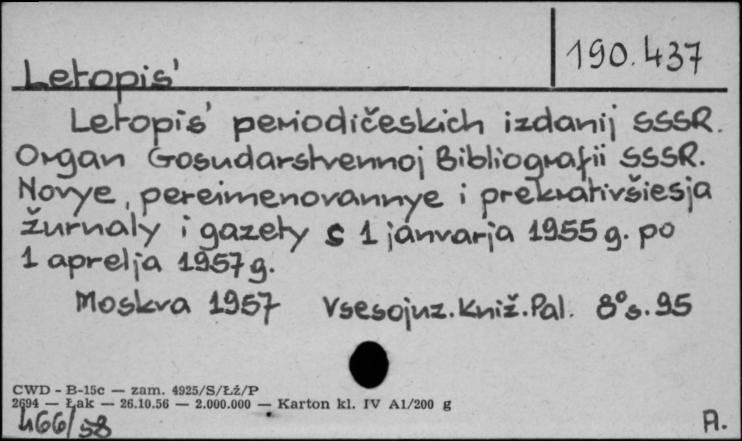 190.437
Letopis'
Letopis' periodičeskich izdanij SSSR.
Organ Gosudarstvennoj Bibliografii SSSR.
Novye, pereimenovannye i prekrativšiesja
žurnaly i gazety s 1 janvarja 1955 g. po
1 aprelja 1957 g.
Moskva 1957 Vsesojuz. Kniž. Pal. 8° s. 95
CWD - B-15c — zam. 4925/S/Łż/P
2694 — Łak — 26.10.56 — 2.000.000 — Karton kl. IV A1/200 g
466/58
A.